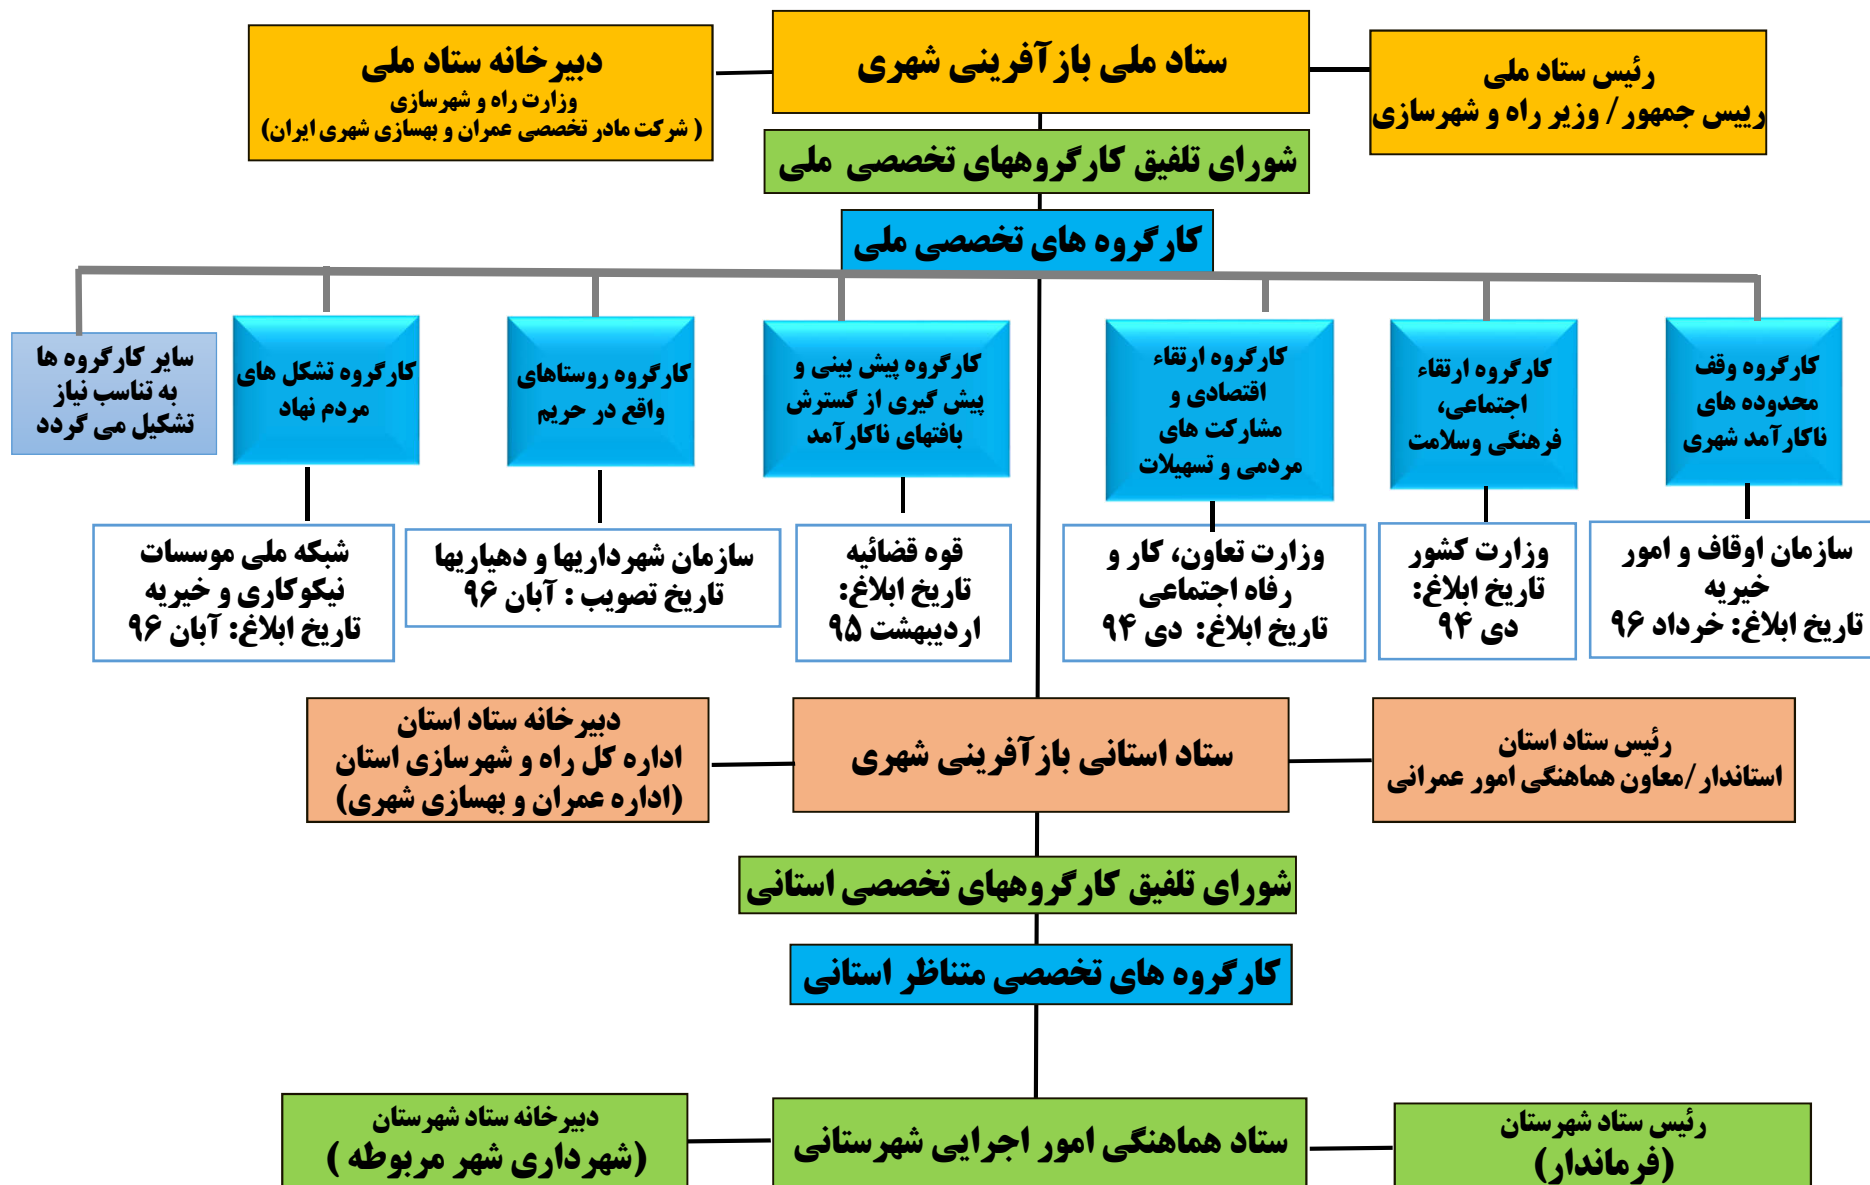 ستاد ملی بازآفرینی شهری
رئیس ستاد ملی
رییس جمهور/ وزیر راه و شهرسازی
دبیرخانه ستاد ملی
وزارت راه و شهرسازی
( شرکت مادر تخصصی عمران و بهسازی شهری ایران)
شورای تلفیق کارگروههای تخصصی ملی
کارگروه های تخصصی ملی
کارگروه وقف
محدوده های
ناکارآمد شهری
کارگروه ارتقاء
اجتماعی،
فرهنگی وسلامت
کارگروه ارتقاء
اقتصادی و
مشارکت های
مردمی و تسهیلات
کارگروه پیش بینی و
پیش گیری از گسترش
بافتهای ناکارآمد
کارگروه روستاهای
واقع در حریم
کارگروه تشکل های
مردم نهاد
سایر کارگروه ها
به تناسب نیاز
تشکیل می گردد
سازمان اوقاف و امور
خیریه
تاریخ ابلاغ: خرداد ۹۶
وزارت کشور
تاریخ ابلاغ:
دی ۹۴
وزارت تعاون، کار و
رفاه اجتماعی
تاریخ ابلاغ: دی ۹۴
قوه قضائیه
تاریخ ابلاغ:
اردیبهشت ۹۵
سازمان شهرداریها و دهیاریها
تاریخ تصویب : آبان ۹۶
شبکه ملی موسسات
نیکوکاری و خیریه
تاریخ ابلاغ: آبان ۹۶
ستاد استانی بازآفرینی شهری
رئیس ستاد استان
استاندار/معاون هماهنگی امور عمرانی
دبیرخانه ستاد استان
اداره کل راه و شهرسازی استان
(اداره عمران و بهسازی شهری)
شورای تلفیق کارگروههای تخصصی استانی
کارگروه های تخصصی متناظر استانی
ستاد هماهنگی امور اجرایی شهرستانی
رئیس ستاد شهرستان
(فرماندار)
دبیرخانه ستاد شهرستان
(شهرداری شهر مربوطه )